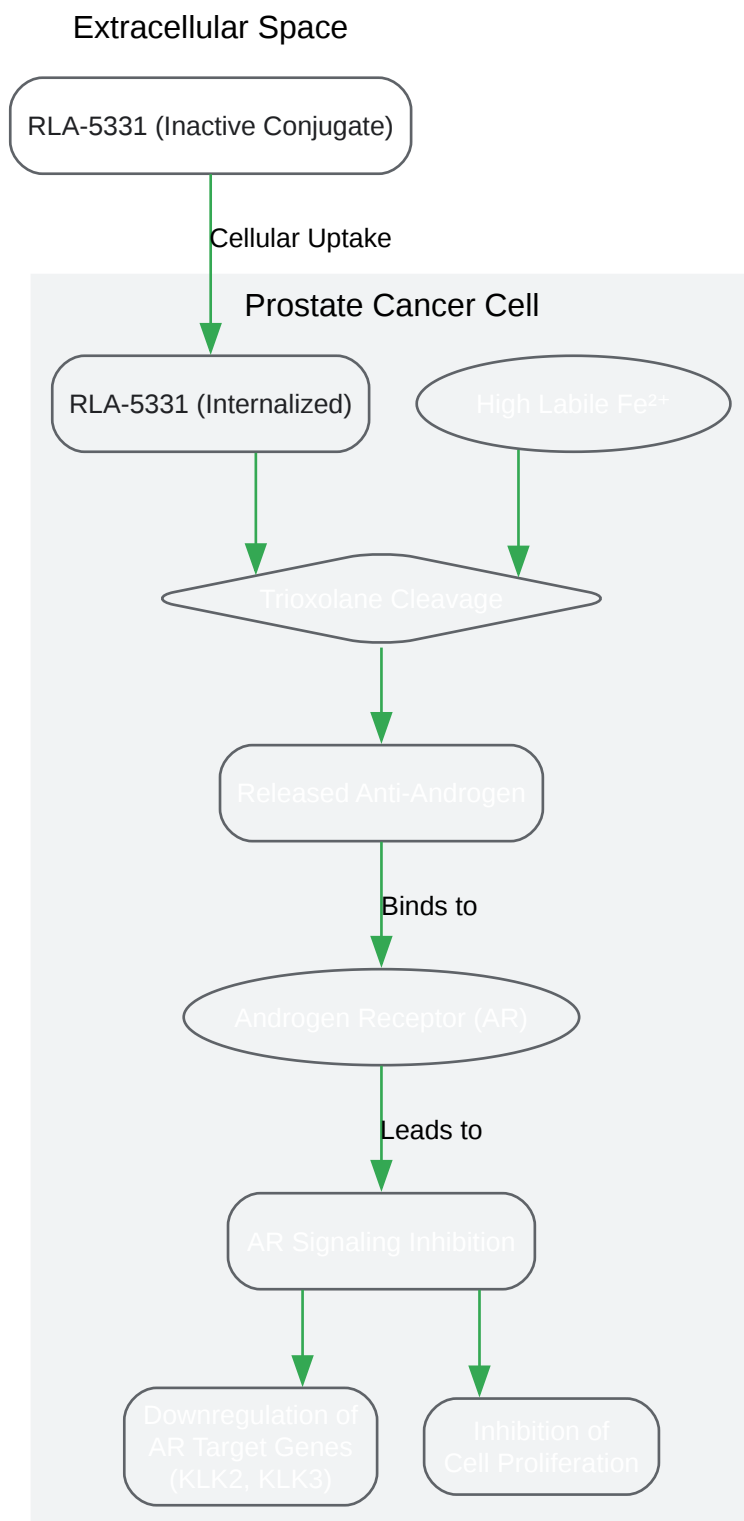 Extracellular Space
RLA-5331 (Inactive Conjugate)
Cellular Uptake
Prostate Cancer Cell
RLA-5331 (Internalized)
High Labile Fe²⁺
Trioxolane Cleavage
Released Anti-Androgen
Binds to
Androgen Receptor (AR)
Leads to
AR Signaling Inhibition
Downregulation of
AR Target Genes
(KLK2, KLK3)
Inhibition of
Cell Proliferation